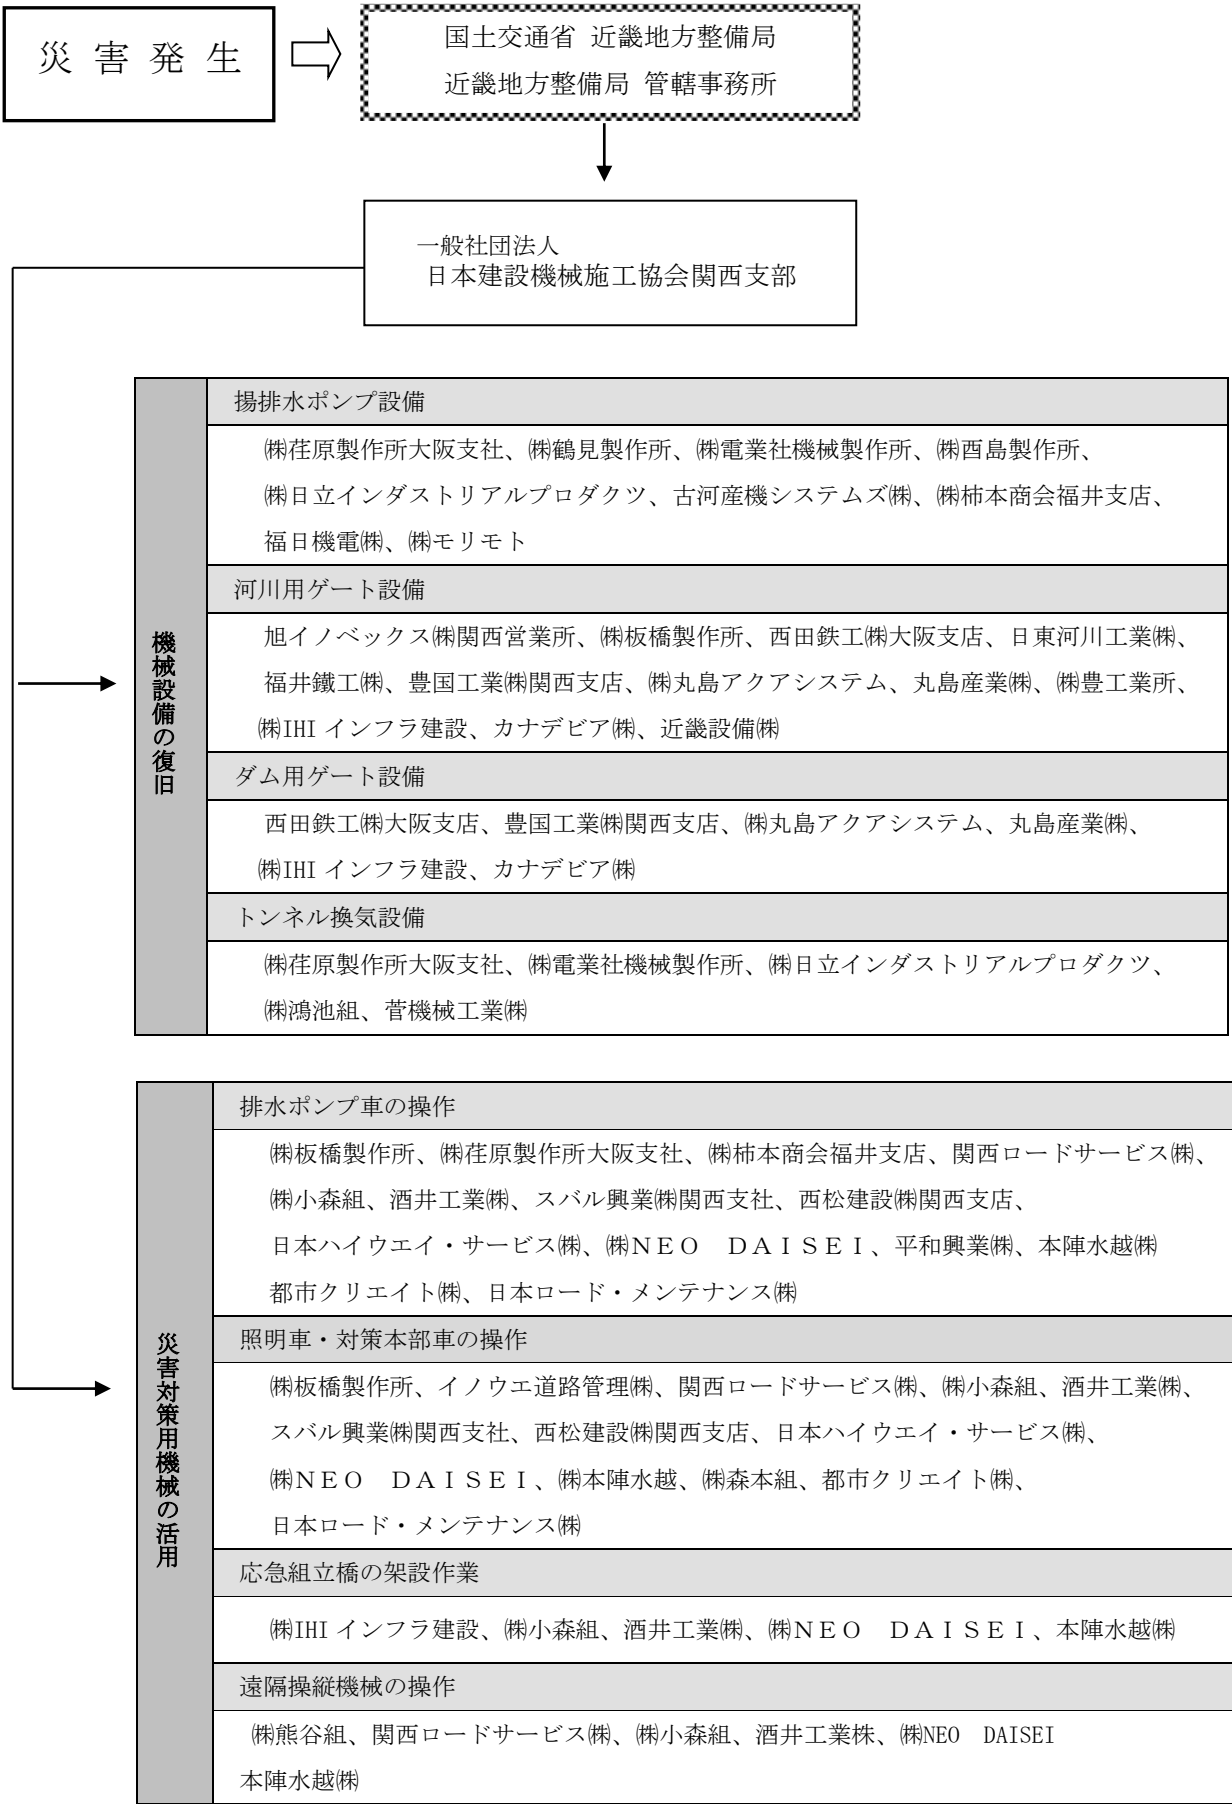 災 害 発 生
国土交通省 近畿地方整備局
近畿地方整備局 管轄事務所
一般社団法人
日本建設機械施工協会関西支部
機械設備の復旧
揚排水ポンプ設備
㈱荏原製作所大阪支社、㈱鶴見製作所、㈱電業社機械製作所、㈱酉島製作所、
㈱日立インダストリアルプロダクツ、古河産機システムズ㈱、㈱柿本商会福井支店、
福日機電㈱、㈱モリモト
河川用ゲート設備
旭イノベックス㈱関西営業所、㈱板橋製作所、西田鉄工㈱大阪支店、日東河川工業㈱、
福井鐵工㈱、豊国工業㈱関西支店、㈱丸島アクアシステム、丸島産業㈱、㈱豊工業所、
㈱IHI インフラ建設、カナデビア㈱、近畿設備㈱
ダム用ゲート設備
西田鉄工㈱大阪支店、豊国工業㈱関西支店、㈱丸島アクアシステム、丸島産業㈱、
㈱IHI インフラ建設、カナデビア㈱
トンネル換気設備
㈱荏原製作所大阪支社、㈱電業社機械製作所、㈱日立インダストリアルプロダクツ、
㈱鴻池組、菅機械工業㈱
災害対策用機械の活用
排水ポンプ車の操作
㈱板橋製作所、㈱荏原製作所大阪支社、㈱柿本商会福井支店、関西ロードサービス㈱、
㈱小森組、酒井工業㈱、スバル興業㈱関西支社、西松建設㈱関西支店、
日本ハイウエイ・サービス㈱、㈱ＮＥＯ　ＤＡＩＳＥＩ、平和興業㈱、本陣水越㈱
都市クリエイト㈱、日本ロード・メンテナンス㈱
照明車・対策本部車の操作
㈱板橋製作所、イノウエ道路管理㈱、関西ロードサービス㈱、㈱小森組、酒井工業㈱、
スバル興業㈱関西支社、西松建設㈱関西支店、日本ハイウエイ・サービス㈱、
㈱ＮＥＯ　ＤＡＩＳＥＩ、㈱本陣水越、㈱森本組、都市クリエイト㈱、
日本ロード・メンテナンス㈱
応急組立橋の架設作業
㈱IHI インフラ建設、㈱小森組、酒井工業㈱、㈱ＮＥＯ　ＤＡＩＳＥＩ、本陣水越㈱
遠隔操縦機械の操作
㈱熊谷組、関西ロードサービス㈱、㈱小森組、酒井工業株、㈱NEO　DAISEI
本陣水越㈱